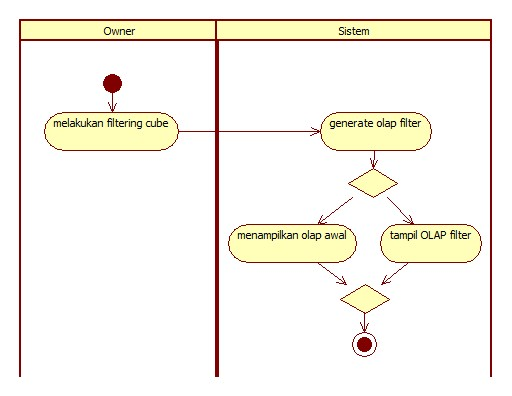 Owner
Sistem
melakukan filtering cube
generate olap filter
menampilkan olap awal
tampil OLAP filter